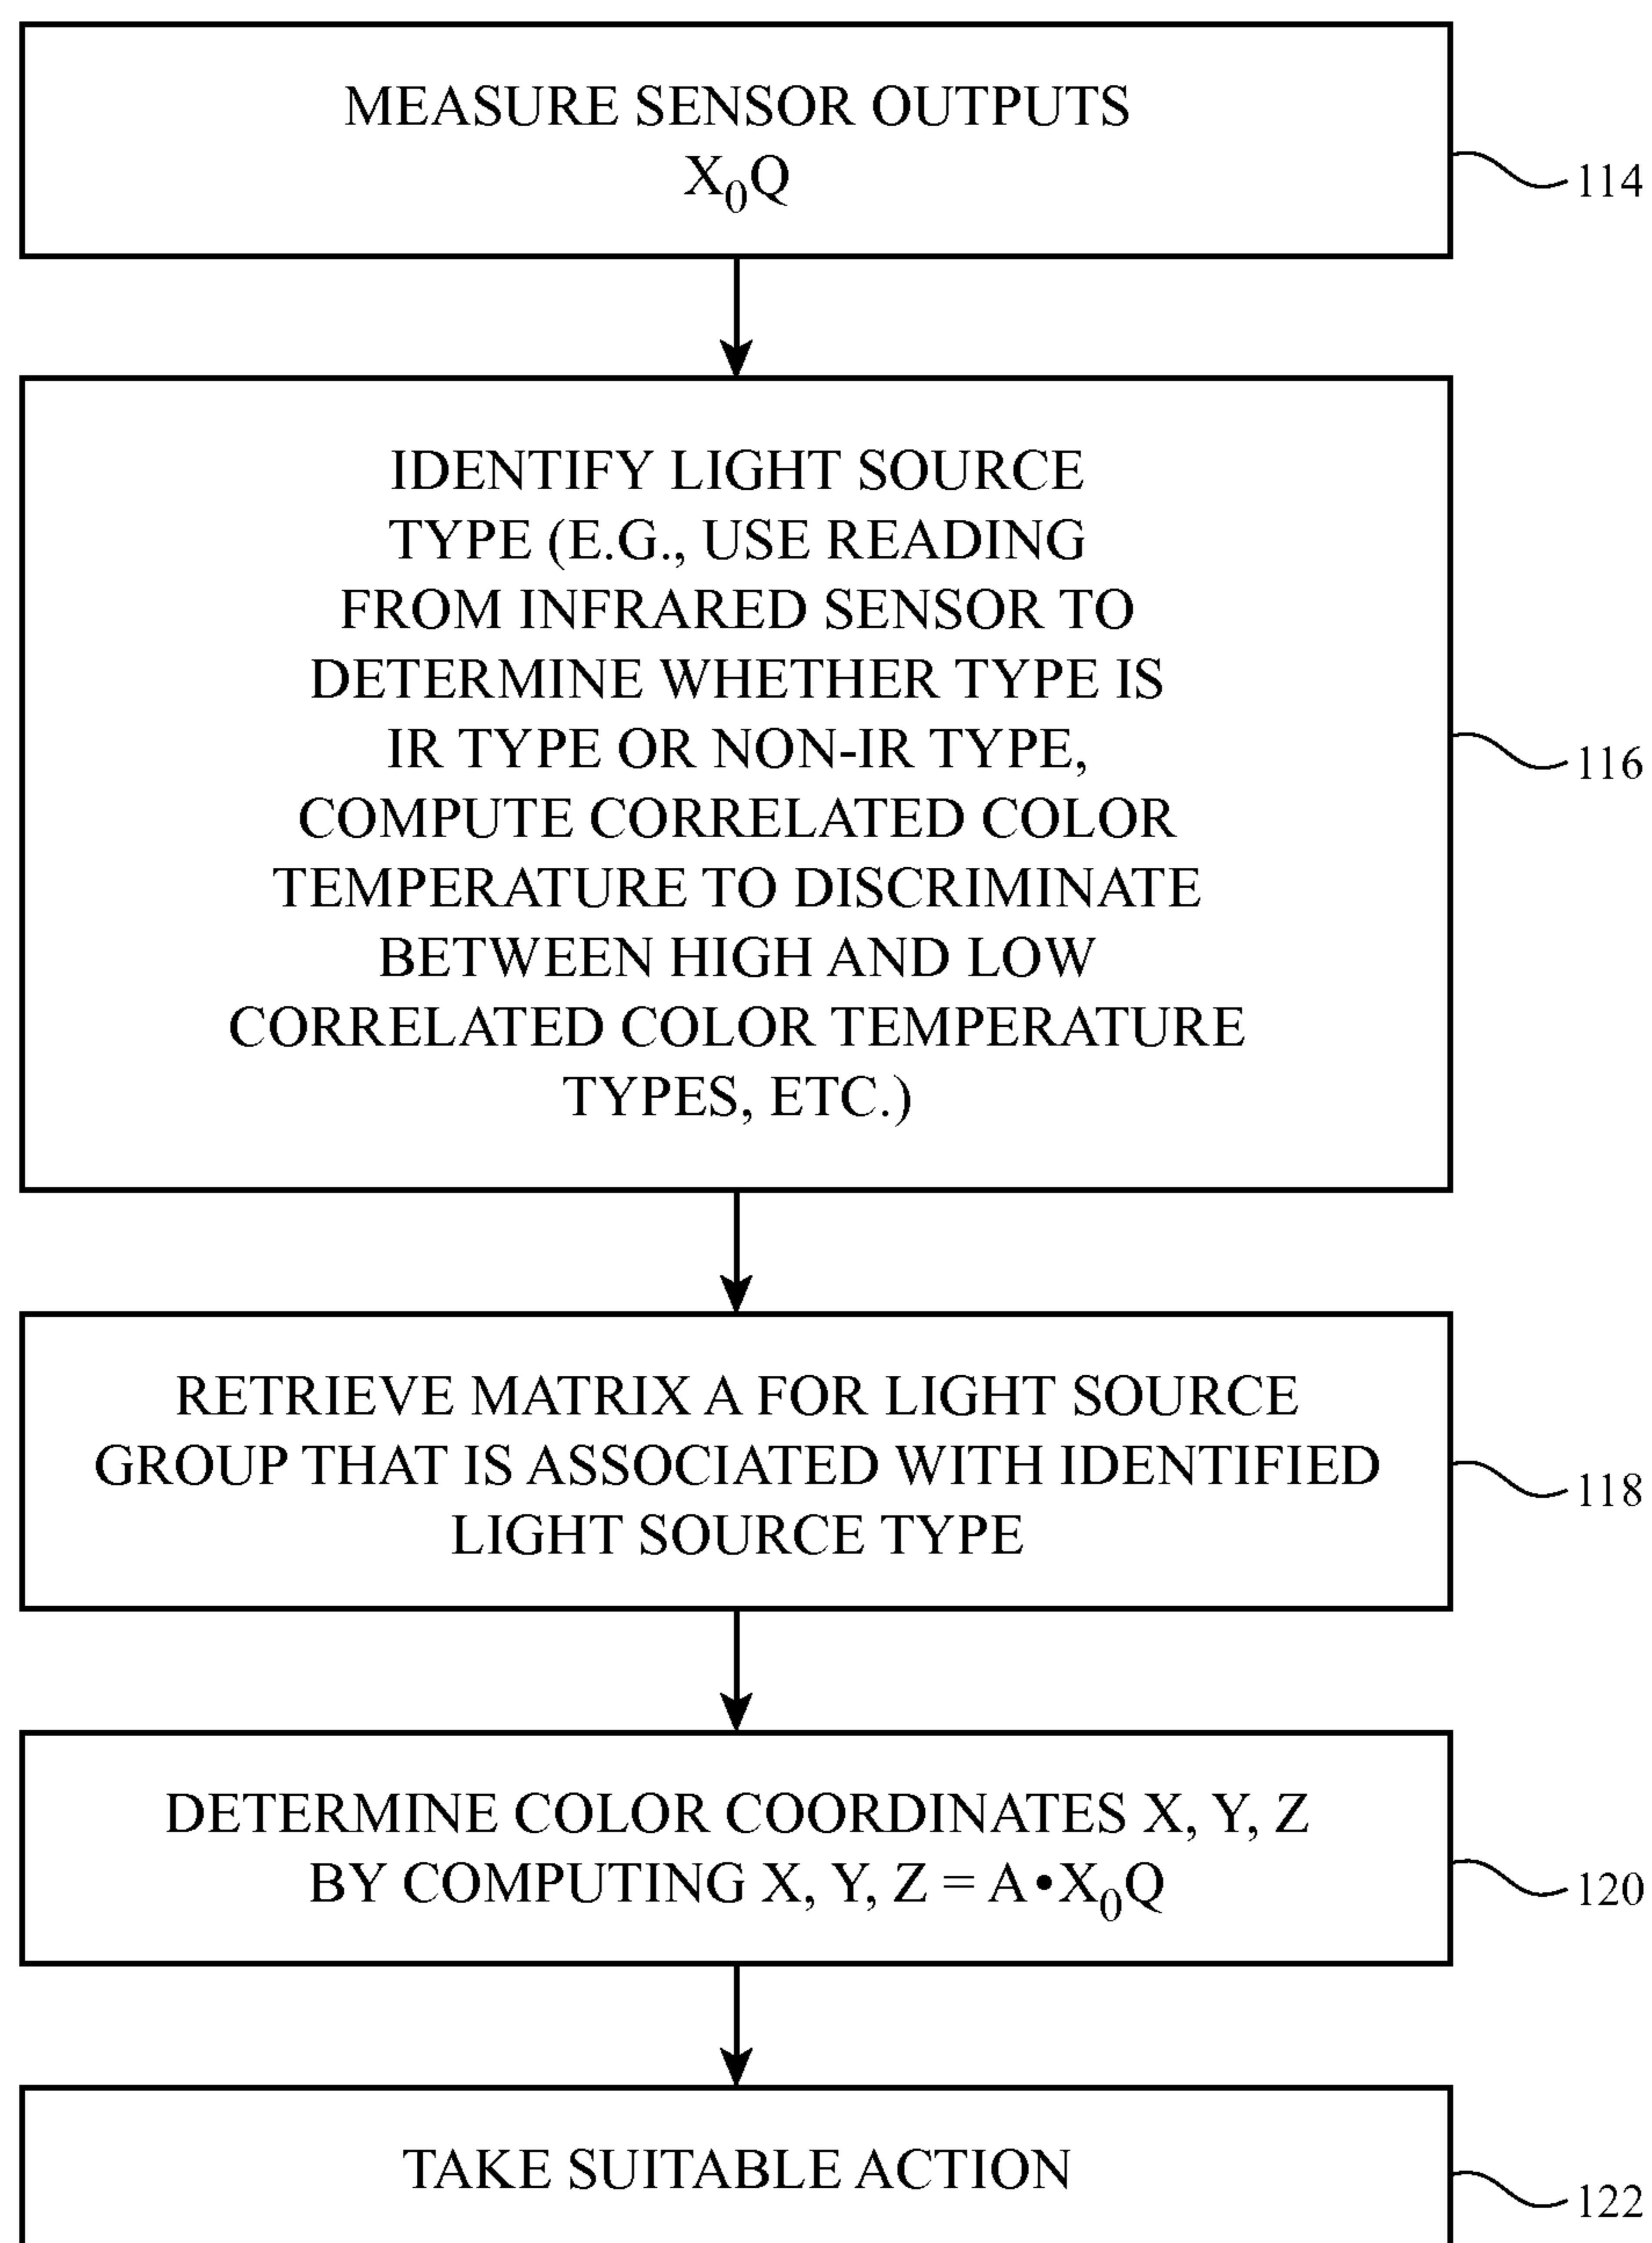 MEASURE SENSOR OUTPUTS
X₀Q
114
IDENTIFY LIGHT SOURCE
TYPE (E.G., USE READING
FROM INFRARED SENSOR TO
DETERMINE WHETHER TYPE IS
IR TYPE OR NON-IR TYPE,
COMPUTE CORRELATED COLOR
TEMPERATURE TO DISCRIMINATE
BETWEEN HIGH AND LOW
CORRELATED COLOR TEMPERATURE
TYPES, ETC.)
116
RETRIEVE MATRIX A FOR LIGHT SOURCE
GROUP THAT IS ASSOCIATED WITH IDENTIFIED
LIGHT SOURCE TYPE
118
DETERMINE COLOR COORDINATES X, Y, Z
BY COMPUTING X, Y, Z = A•X₀Q
120
TAKE SUITABLE ACTION
122